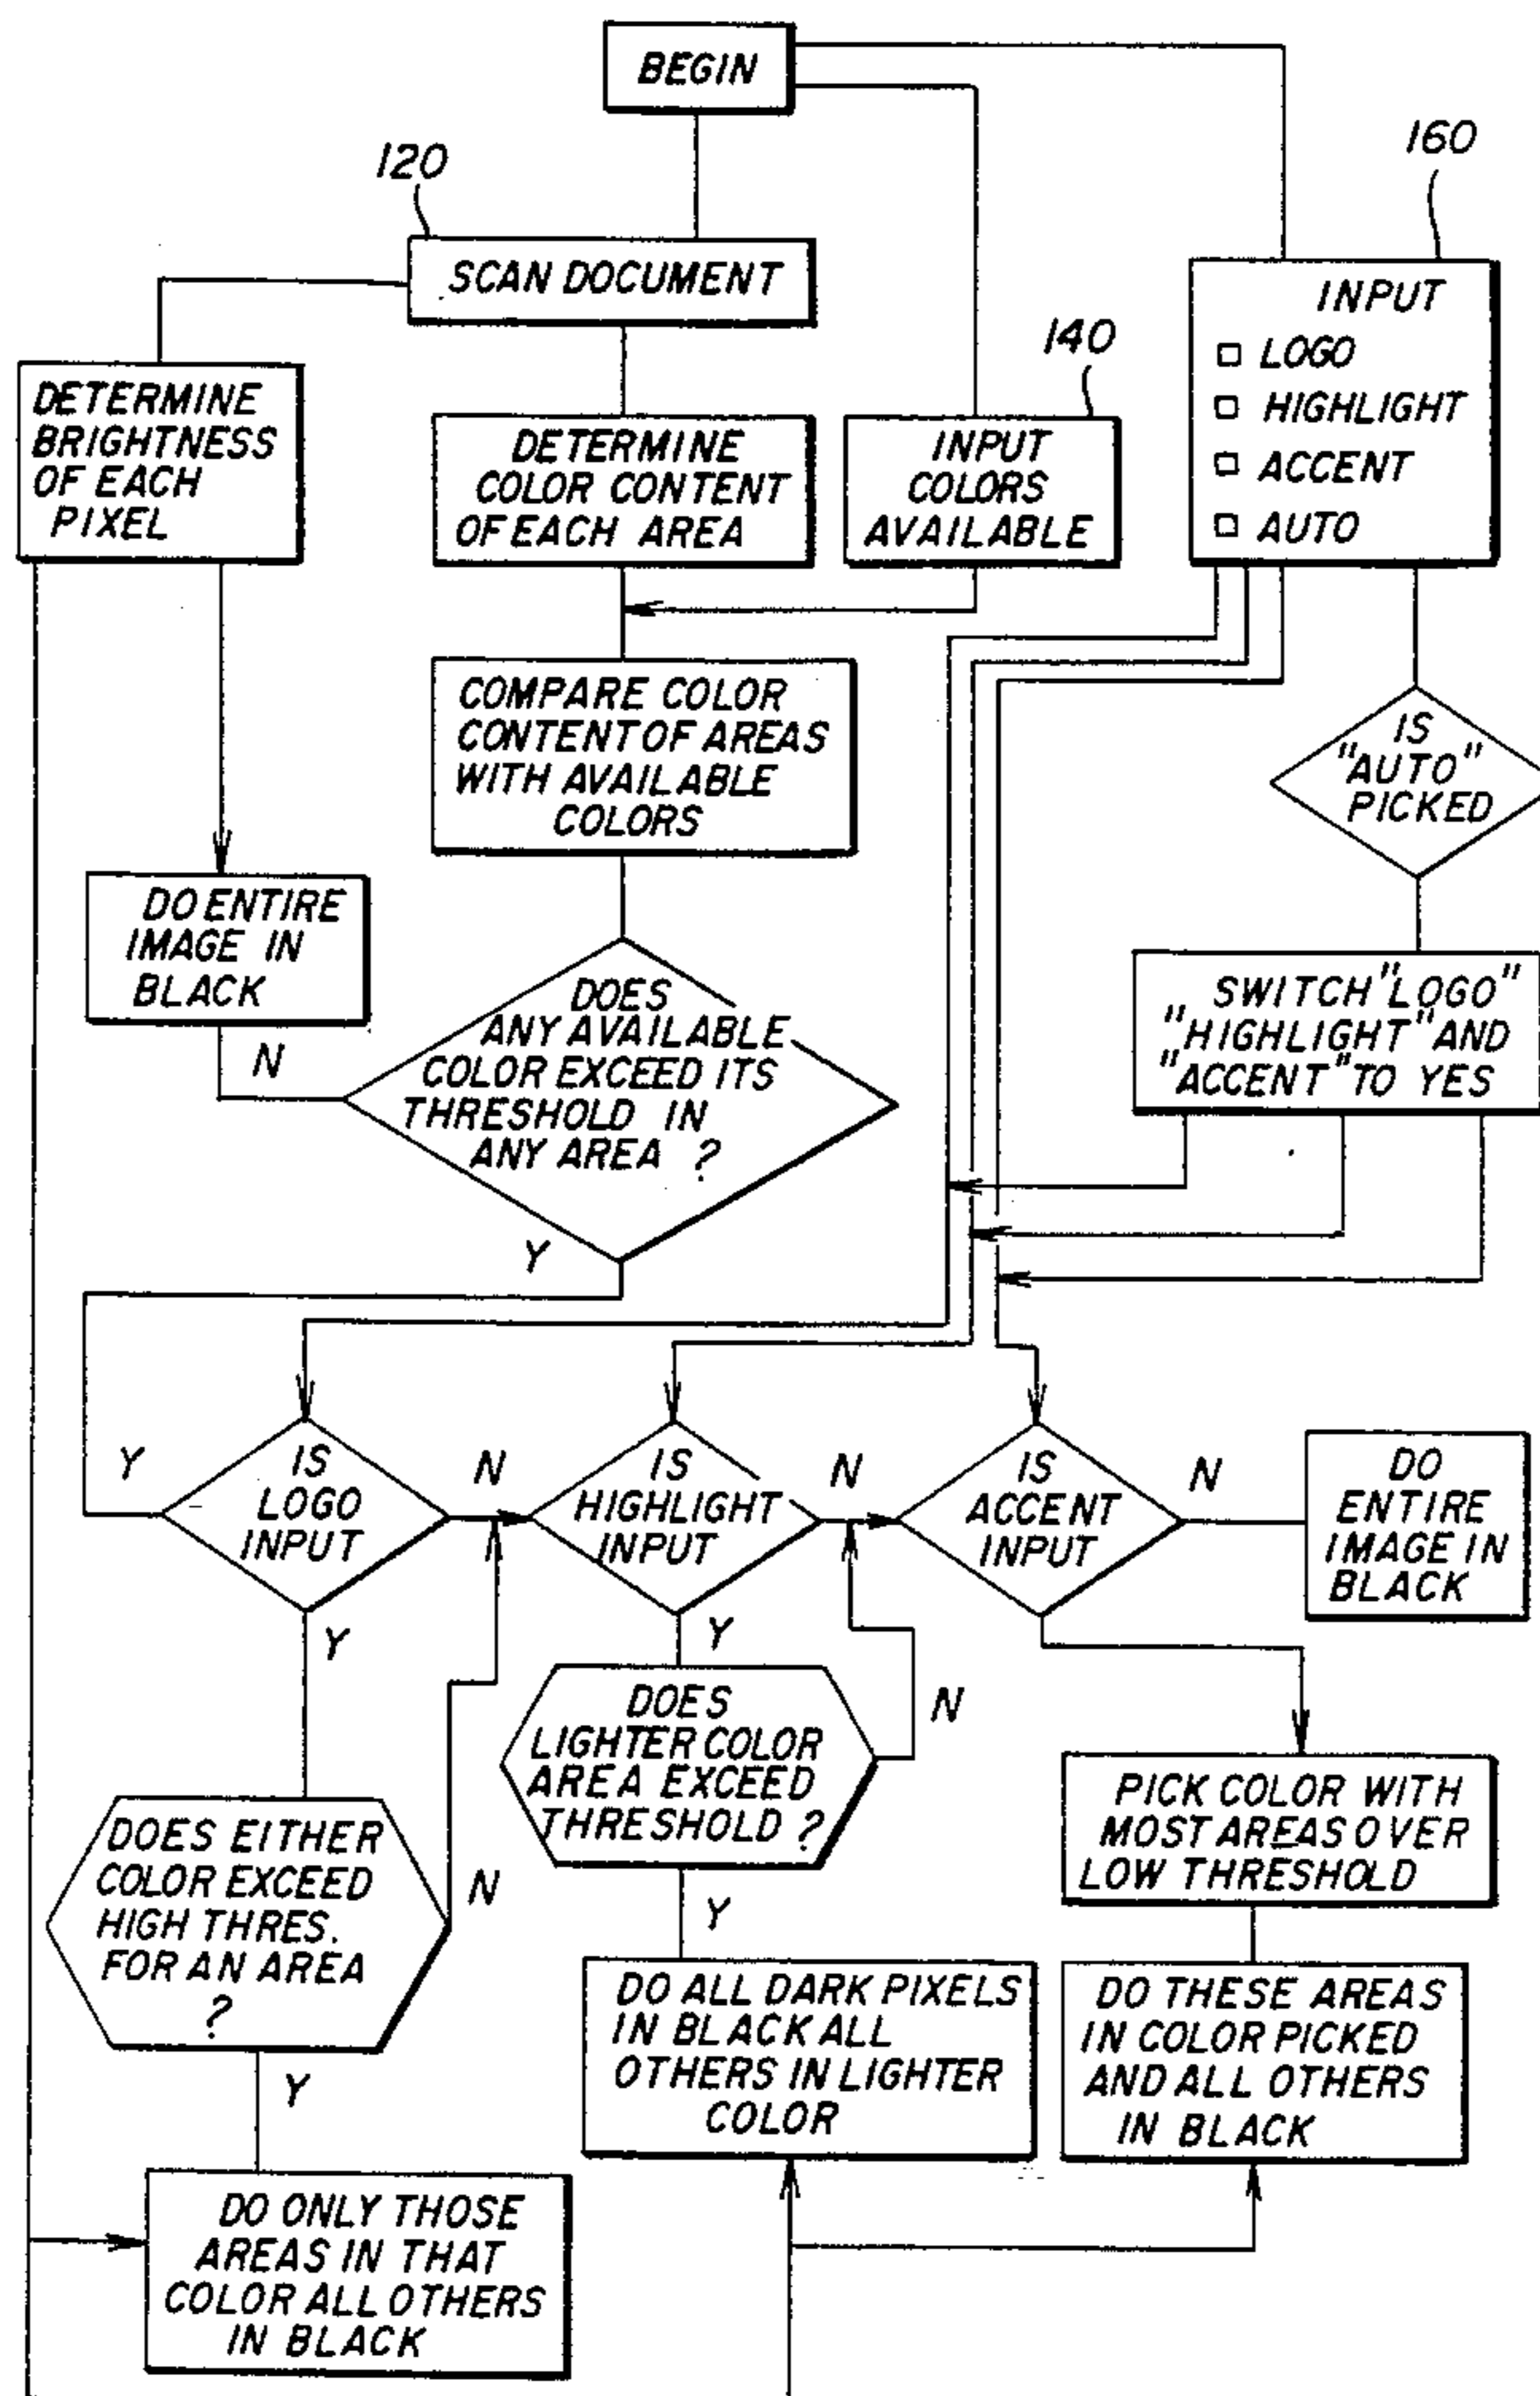 BEGIN
120
160
SCAN DOCUMENT
INPUT
LOGO
HIGHLIGHT
ACCENT
AUTO
140
DETERMINE
BRIGHTNESS
OF EACH
PIXEL
DETERMINE
COLOR CONTENT
OF EACH AREA
INPUT
COLORS
AVAILABLE
COMPARE COLOR
CONTENT OF AREAS
WITH AVAILABLE
COLORS
IS
"AUTO"
PICKED
DO ENTIRE
IMAGE IN
BLACK
N
DOES
ANY AVAILABLE
COLOR EXCEED ITS
THRESHOLD IN
ANY AREA ?
Y
SWITCH "LOGO"
"HIGHLIGHT" AND
"ACCENT" TO YES
Y
IS
LOGO
INPUT
N
IS
HIGHLIGHT
INPUT
N
IS
ACCENT
INPUT
N
DO
ENTIRE
IMAGE IN
BLACK
Y
Y
DOES
LIGHTER COLOR
AREA EXCEED
THRESHOLD ?
N
PICK COLOR WITH
MOST AREAS OVER
LOW THRESHOLD
DOES EITHER
COLOR EXCEED
HIGH THRES.
FOR AN AREA
?
N
Y
DO ALL DARK PIXELS
IN BLACK ALL
OTHERS IN LIGHTER
COLOR
DO THESE AREAS
IN COLOR PICKED
AND ALL OTHERS
IN BLACK
Y
DO ONLY THOSE
AREAS IN THAT
COLOR ALL OTHERS
IN BLACK